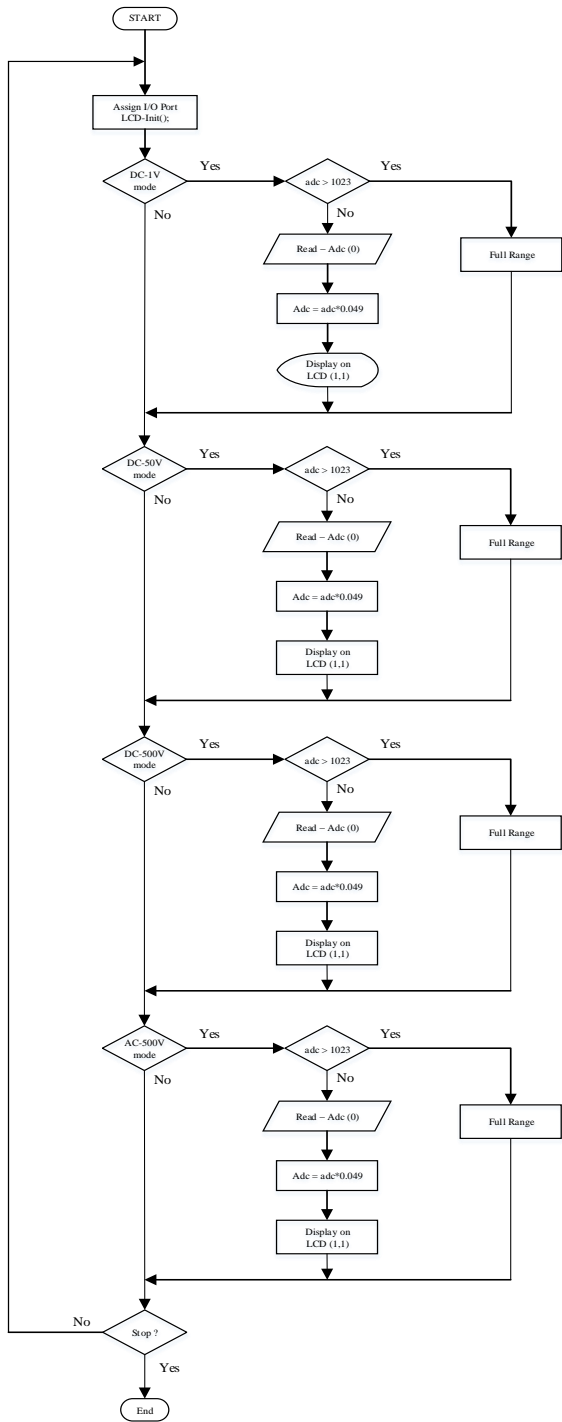 START
Assign I/O Port
LCD-Init();
DC-1V
mode
Yes
adc > 1023
Yes
No
No
Read – Adc (0)
Full Range
Adc = adc*0.049
Display on
LCD (1,1)
DC-50V
mode
Yes
adc > 1023
Yes
No
No
Read – Adc (0)
Full Range
Adc = adc*0.049
Display on
LCD (1,1)
DC-500V
mode
Yes
adc > 1023
Yes
No
No
Read – Adc (0)
Full Range
Adc = adc*0.049
Display on
LCD (1,1)
AC-500V
mode
Yes
adc > 1023
Yes
No
No
Read – Adc (0)
Full Range
Adc = adc*0.049
Display on
LCD (1,1)
No
Stop ?
Yes
End